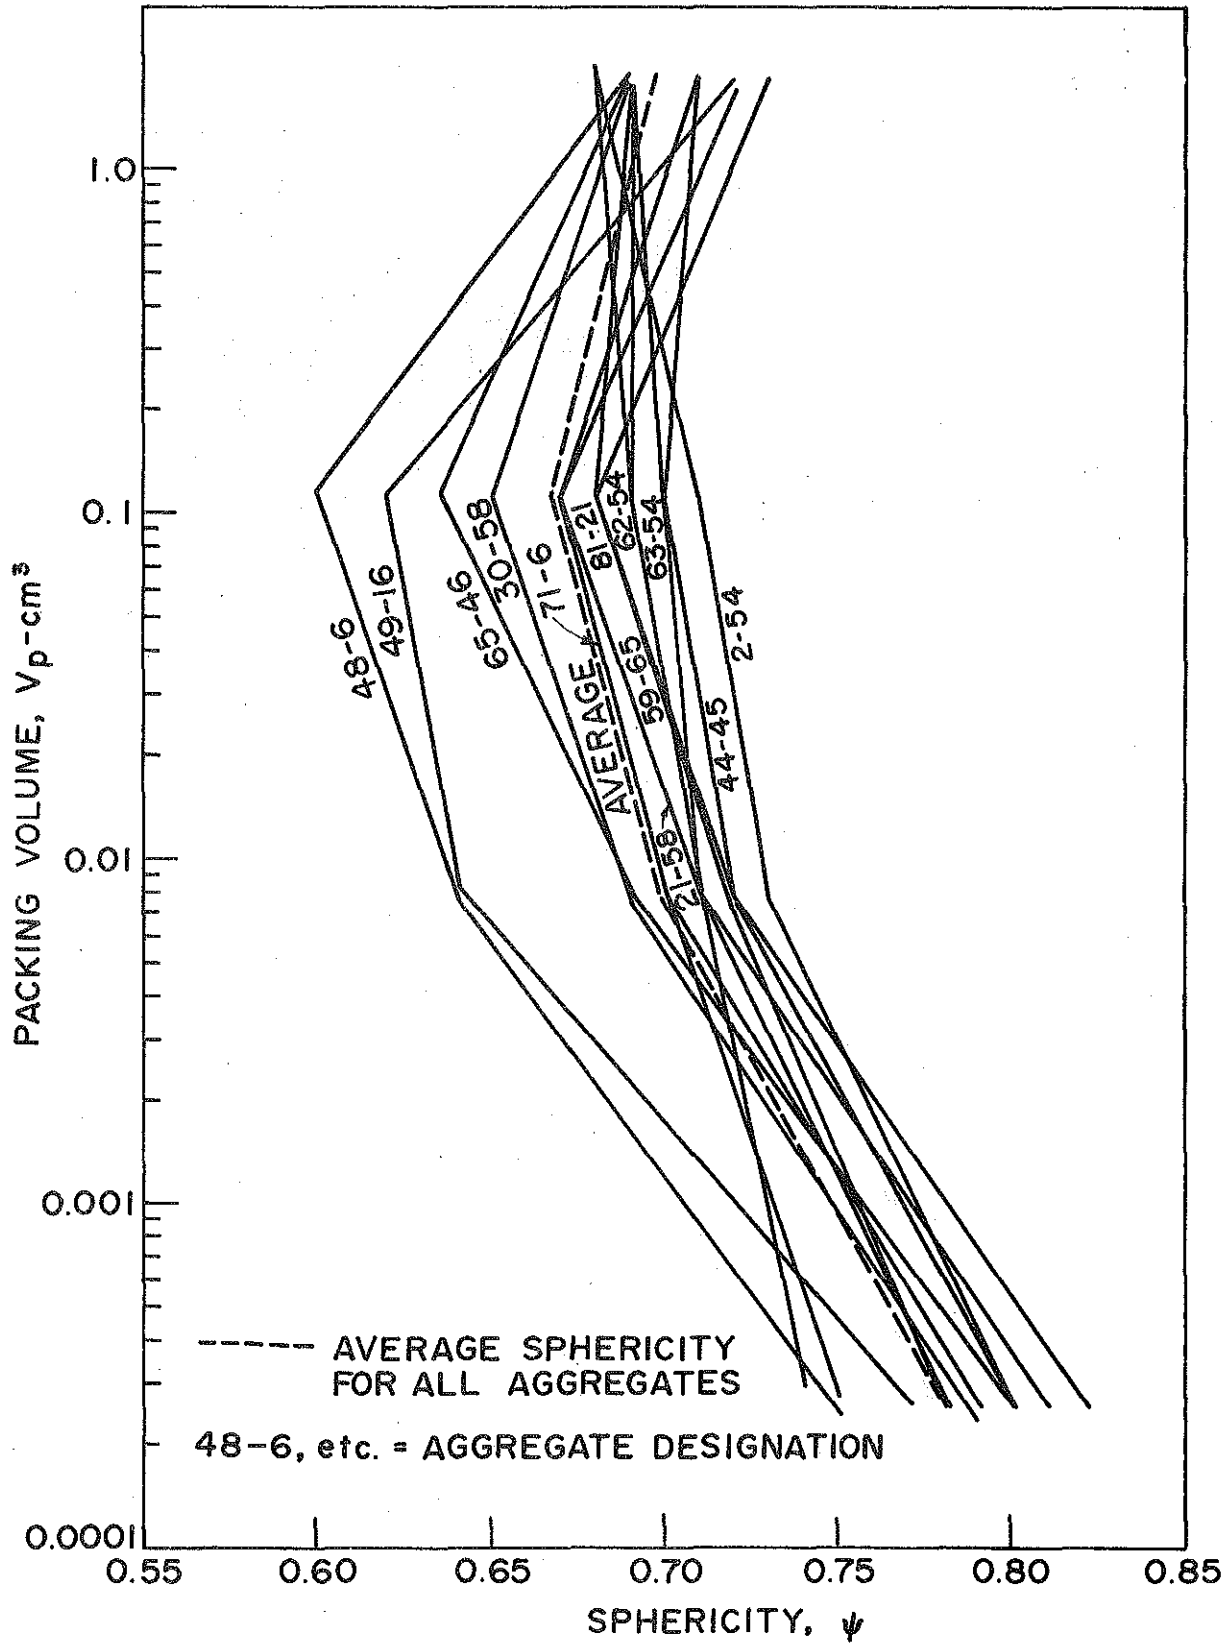 1.0
0.1
0.01
0.001
0.0001
PACKING VOLUME, Vp-cm³
48-6
49-16
65-46
30-58
71-6
AVERAGE
81-21
62-54
63-54
59-65
21-58
44-45
2-54
AVERAGE SPHERICITY
FOR ALL AGGREGATES
48-6, etc. = AGGREGATE DESIGNATION
0.55 0.60 0.65 0.70 0.75 0.80 0.85
SPHERICITY, ψ